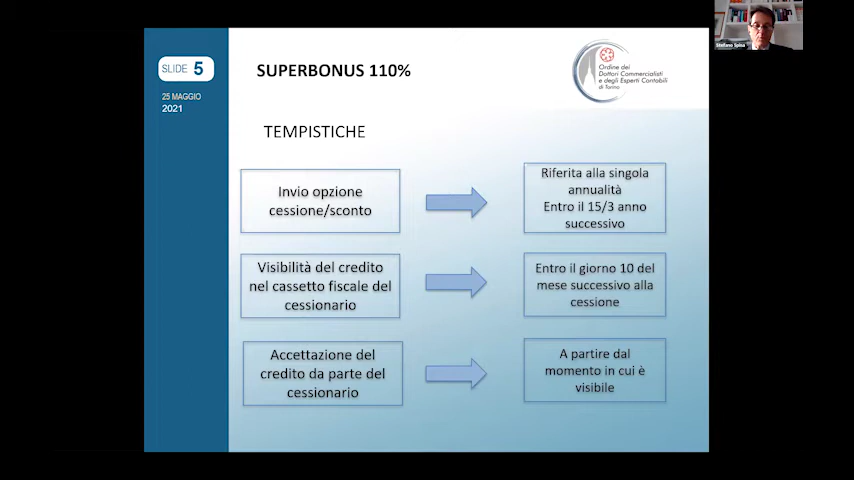 SLIDE 5
25 MAGGIO
2021
SUPERBONUS 110%
Ordine dei
Dottori Commercialisti
e degli Esperti Contabili
di Torino
TEMPISTICHE
Invio opzione
cessione/sconto
Riferita alla singola
annualità
Entro il 15/3 anno
successivo
Visibilità del credito
nel cassetto fiscale del
cessionario
Entro il giorno 10 del
mese successivo alla
cessione
Accettazione del
credito da parte del
cessionario
A partire dal
momento in cui è
visibile
Stefano Spina